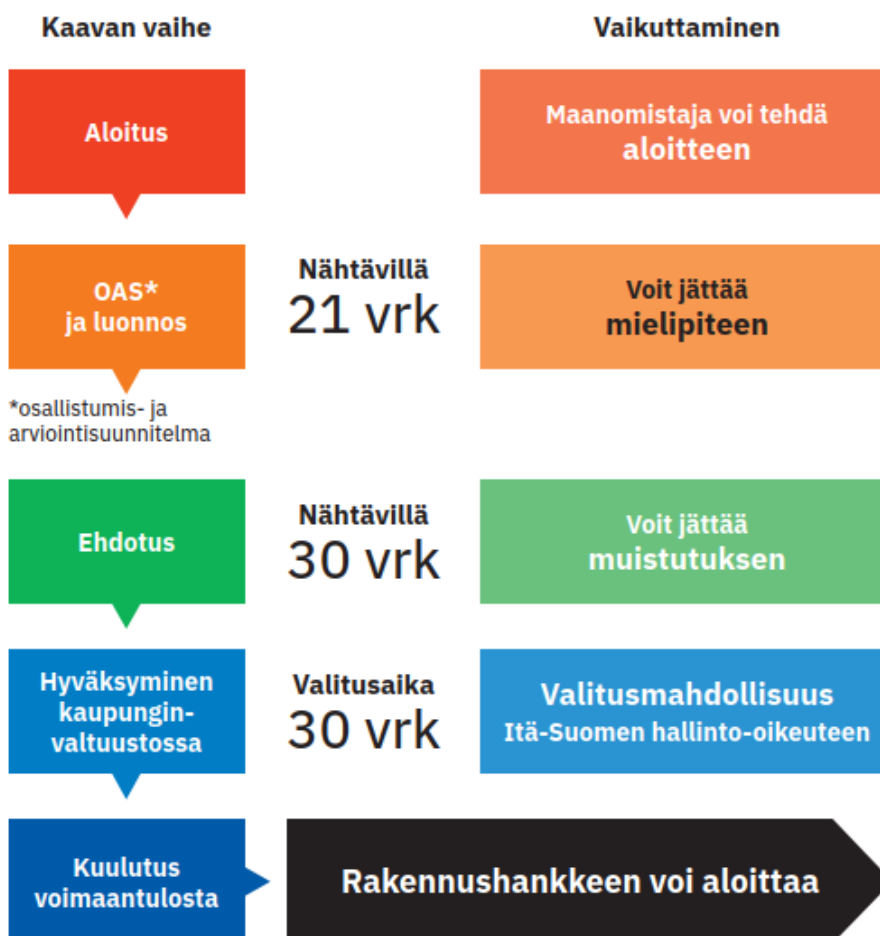 Kaavan vaihe
Vaikuttaminen
Aloitus
Maanomistaja voi tehdä
aloitteen
OAS*
ja luonnos
Nähtävillä
21 vrk
Voit jättää
mielipiteen
*osallistumis- ja
arviointisuunnitelma
Ehdotus
Nähtävillä
30 vrk
Voit jättää
muistutuksen
Hyväksyminen
kaupungin-
valtuustossa
Valitusaika
30 vrk
Valitusmahdollisuus
Itä-Suomen hallinto-oikeuteen
Kuulutus
voimaantulosta
Rakennushankkeen voi aloittaa